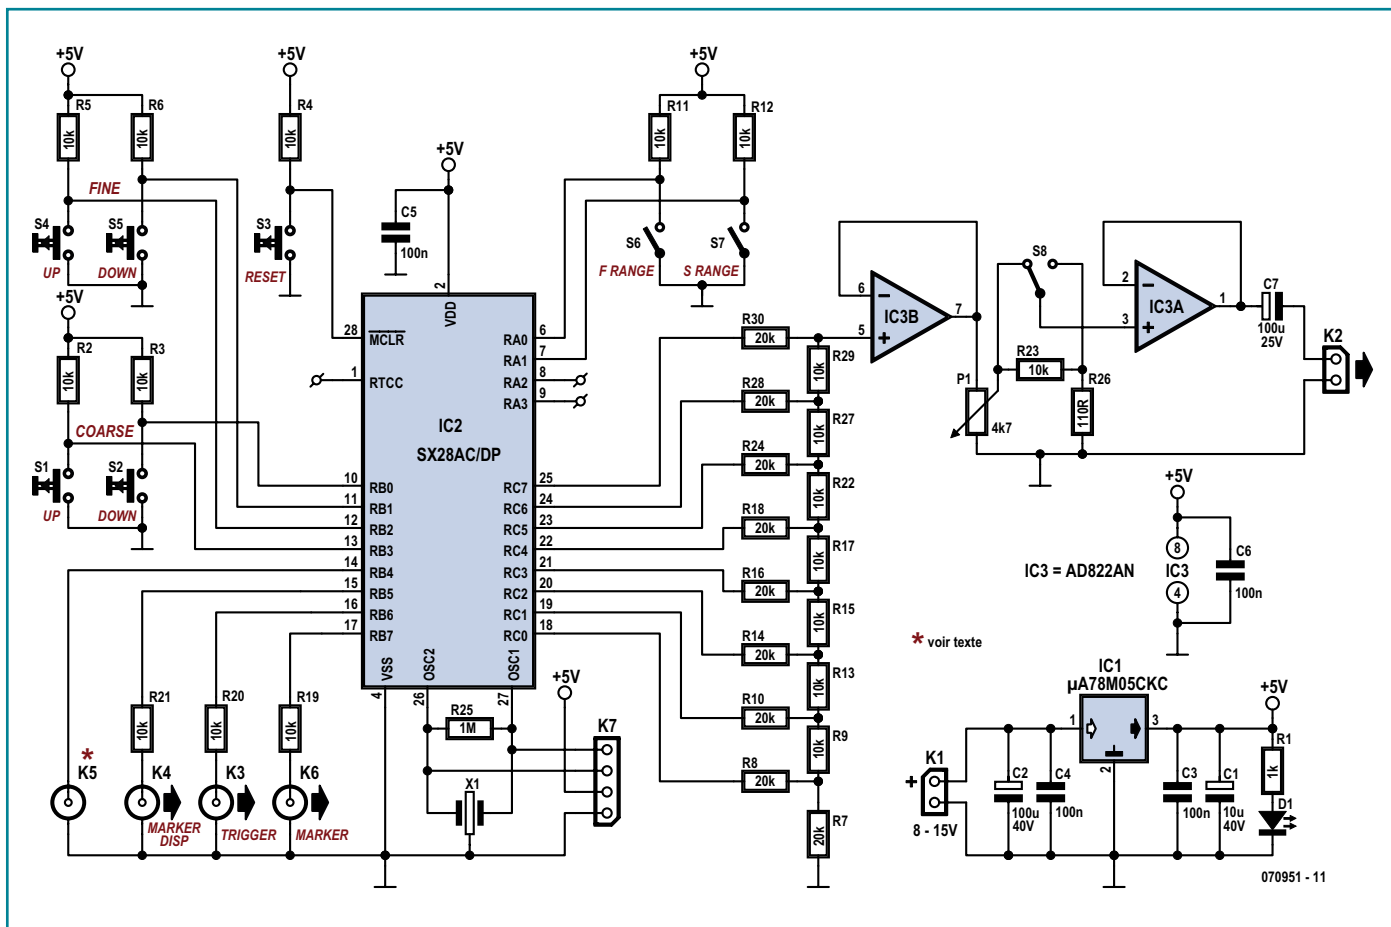 +5V
+5V
+5V
R5
R6
R4
R11
R12
10k
10k
10k
10k
10k
+5V
FINE
C5
100n
S4
S5
S3
S6
S7
S8
UP
DOWN
RESET
F RANGE
S RANGE
+5V
2
VDD
6
7
5
IC3B
2
3
1
IC3A
C7
100u
25V
K2
R2
R3
10k
10k
28
MCLR
1
RTCC
RA0
6
RA1
7
RA2
8
RA3
9
IC2
SX28AC/DP
R30
20k
R29
10k
R28
20k
R27
10k
R24
20k
R22
10k
R18
20k
R17
10k
R16
20k
R15
10k
R14
20k
R13
10k
R10
20k
R9
10k
R8
20k
R7
20k
P1
4k7
R23
10k
R26
110R
COARSE
S1
S2
UP
DOWN
10
RB0
11
RB1
12
RB2
13
RB3
14
RB4
15
RB5
16
RB6
17
RB7
RC7
25
RC6
24
RC5
23
RC4
22
RC3
21
RC2
20
RC1
19
RC0
18
VSS
4
OSC2
26
OSC1
27
+5V
8
IC3
4
C6
100n
IC3 = AD822AN
* voir texte
R21
10k
R20
10k
R19
10k
R25
1M
X1
+5V
K7
*
K5
K4
K3
K6
MARKER
DISP
TRIGGER
MARKER
IC1
µA78M05CKC
1
3
2
+5V
K1
+
8 - 15V
C2
100u
40V
C4
100n
C3
100n
C1
10u
40V
R1
1k
D1
070951 - 11